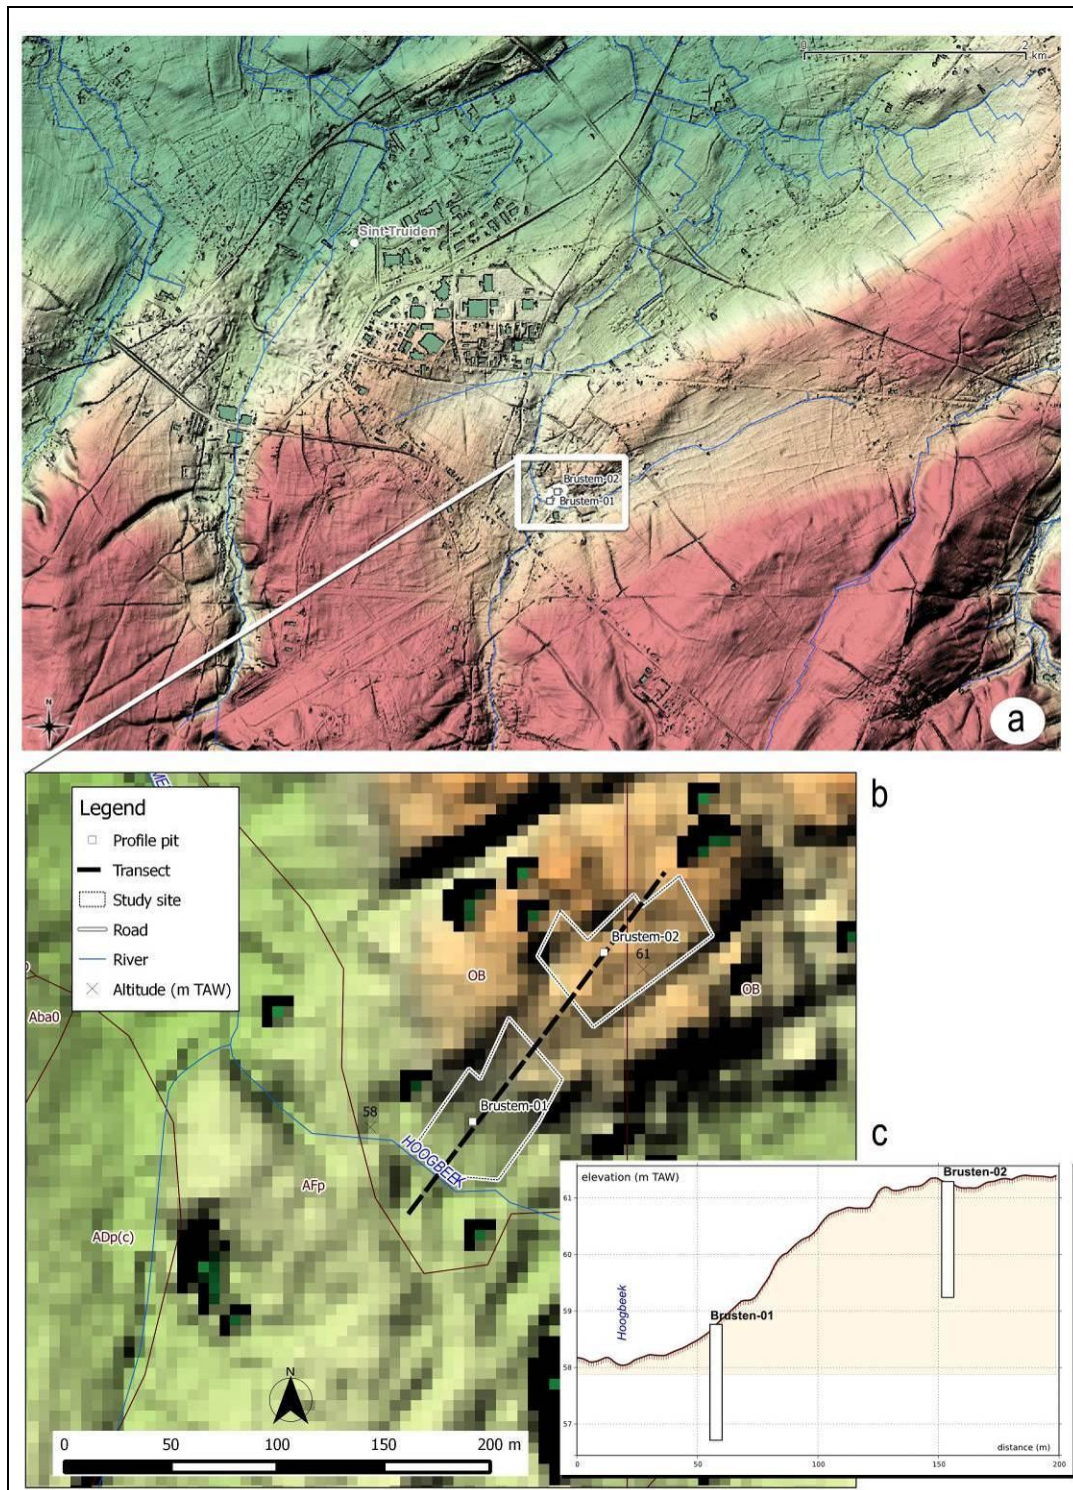 0 2
km
Sint-Truiden
Brustem-02
Brustem-01
N
a
b
Legend
Profile pit
Transect
Study site
Road
River
Altitude (m TAW)
Brustem-02
61
OB
OB
Aba0
Brustem-01
58
HOOGBEEK
AFp
ADp(c)
N
0 50 100 150 200 m
c
elevation (m TAW)
Brusten-02
61
60
59
58
57
Hoogbeek
Brusten-01
distance (m)
0 50 100 150 200